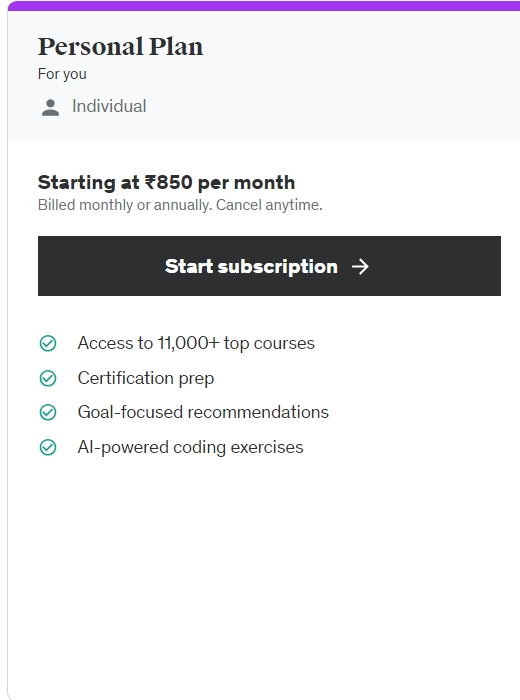 Personal Plan
For you
Individual
Starting at ₹850 per month
Billed monthly or annually. Cancel anytime.
Start subscription →
Access to 11,000+ top courses
Certification prep
Goal-focused recommendations
AI-powered coding exercises